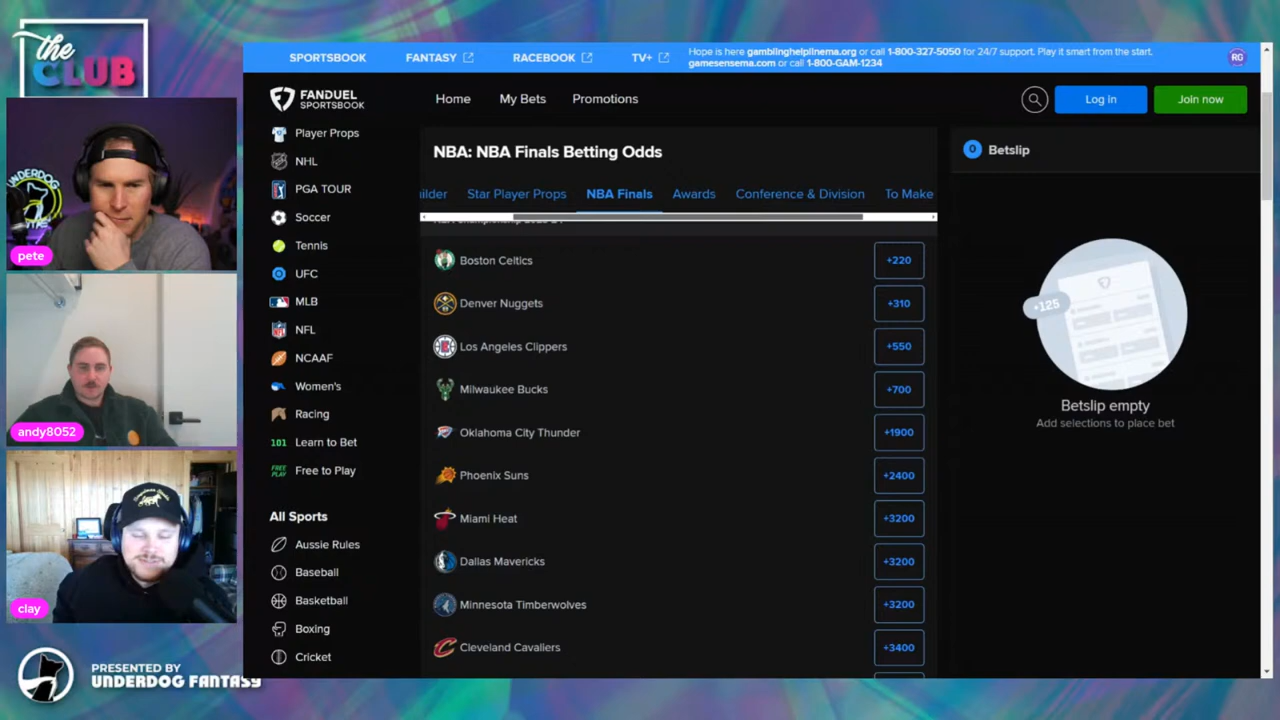 the
CLUB
pete
andy8052
clay
PRESENTED BY
UNDERDOG FANTASY
UNDERDOG
SPORTSBOOK
FANTASY
RACEBOOK
TV+
Hope is here gamblinghelplinema.org or call 1-800-327-5050 for 24/7 support. Play it smart from the start.
gamesensema.com or call 1-800-GAM-1234
RG
FANDUEL
SPORTSBOOK
Home
My Bets
Promotions
Log in
Join now
Player Props
NHL
PGA TOUR
Soccer
Tennis
UFC
MLB
NFL
NCAAF
Women's
Racing
101 Learn to Bet
FREE PLAY Free to Play
All Sports
Aussie Rules
Baseball
Basketball
Boxing
Cricket
NBA: NBA Finals Betting Odds
ilder
Star Player Props
NBA Finals
Awards
Conference & Division
To Make
Boston Celtics +220
Denver Nuggets +310
Los Angeles Clippers +550
Milwaukee Bucks +700
Oklahoma City Thunder +1900
Phoenix Suns +2400
Miami Heat +3200
Dallas Mavericks +3200
Minnesota Timberwolves +3200
Cleveland Cavaliers +3400
0 Betslip
+125
Betslip empty
Add selections to place bet